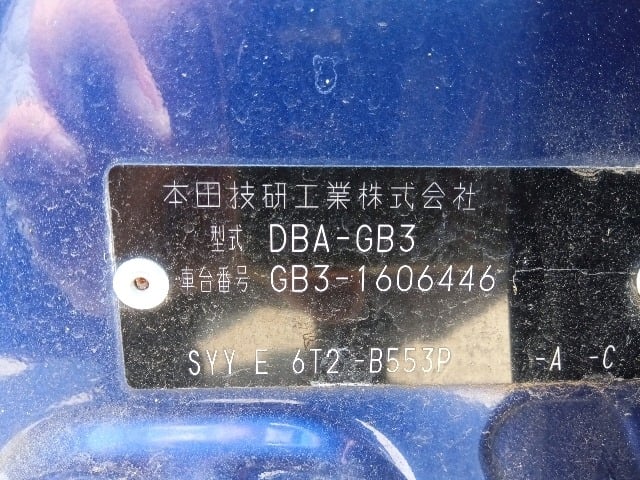 本田技研工業株式会社
型式 DBA-GB3
車台番号 GB3-1606446
SYY E 6T2 -B553P -A -C